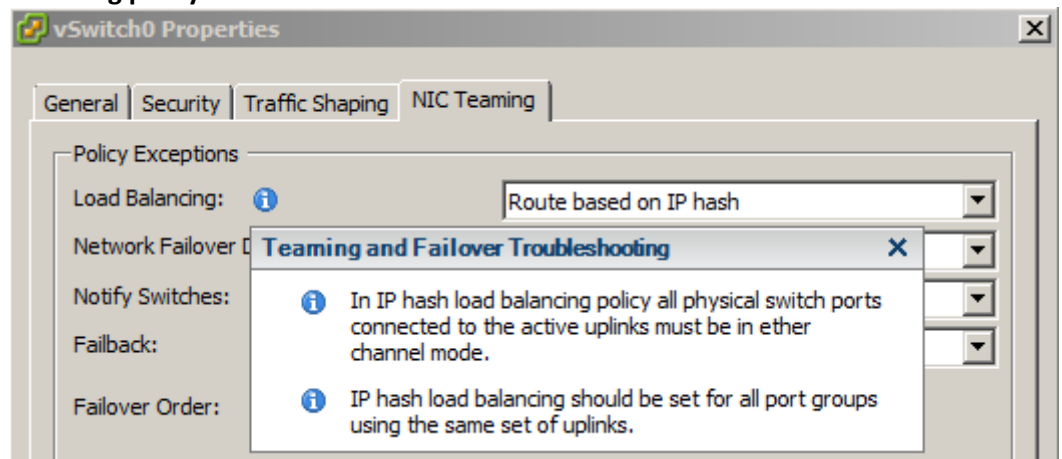 vSwitch0 Properties
General Security Traffic Shaping NIC Teaming
Policy Exceptions
Load Balancing: Route based on IP hash
Network Failover D
Teaming and Failover Troubleshooting
Notify Switches:
In IP hash load balancing policy all physical switch ports
connected to the active uplinks must be in ether
channel mode.
Failback:
Failover Order:
IP hash load balancing should be set for all port groups
using the same set of uplinks.